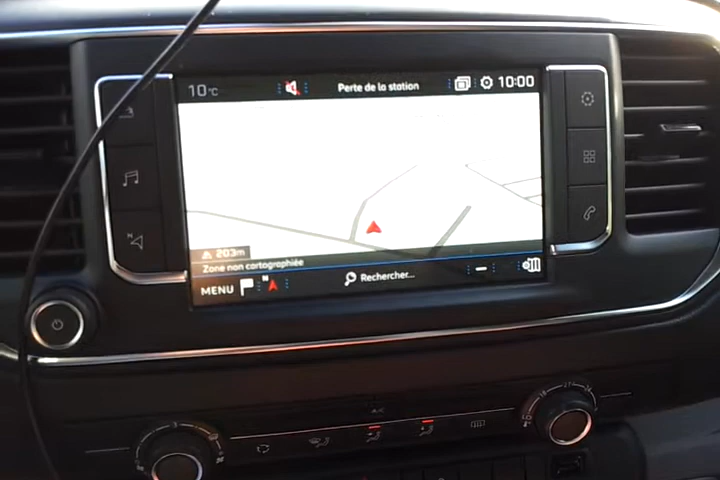 10°C
Perte de la station
10:00
203m
Zone non cartographiée
MENU
N
Rechercher...
N
A/C